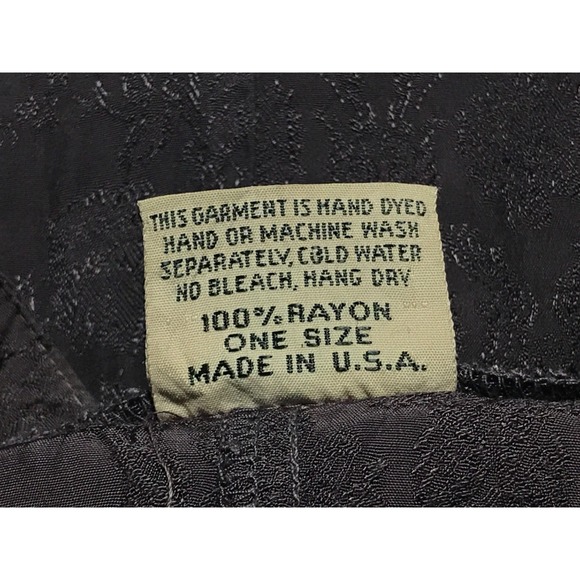 THIS GARMENT IS HAND DYED
HAND OR MACHINE WASH
SEPARATELY, COLD WATER
NO BLEACH, HANG DRY
100% RAYON
ONE SIZE
MADE IN U.S.A.